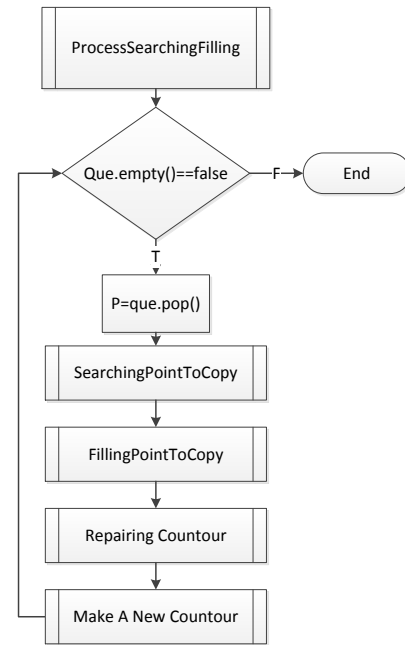 ProcessSearchingFilling
Que.empty()==false
F
End
T
P=que.pop()
SearchingPointToCopy
FillingPointToCopy
Repairing Countour
Make A New Countour